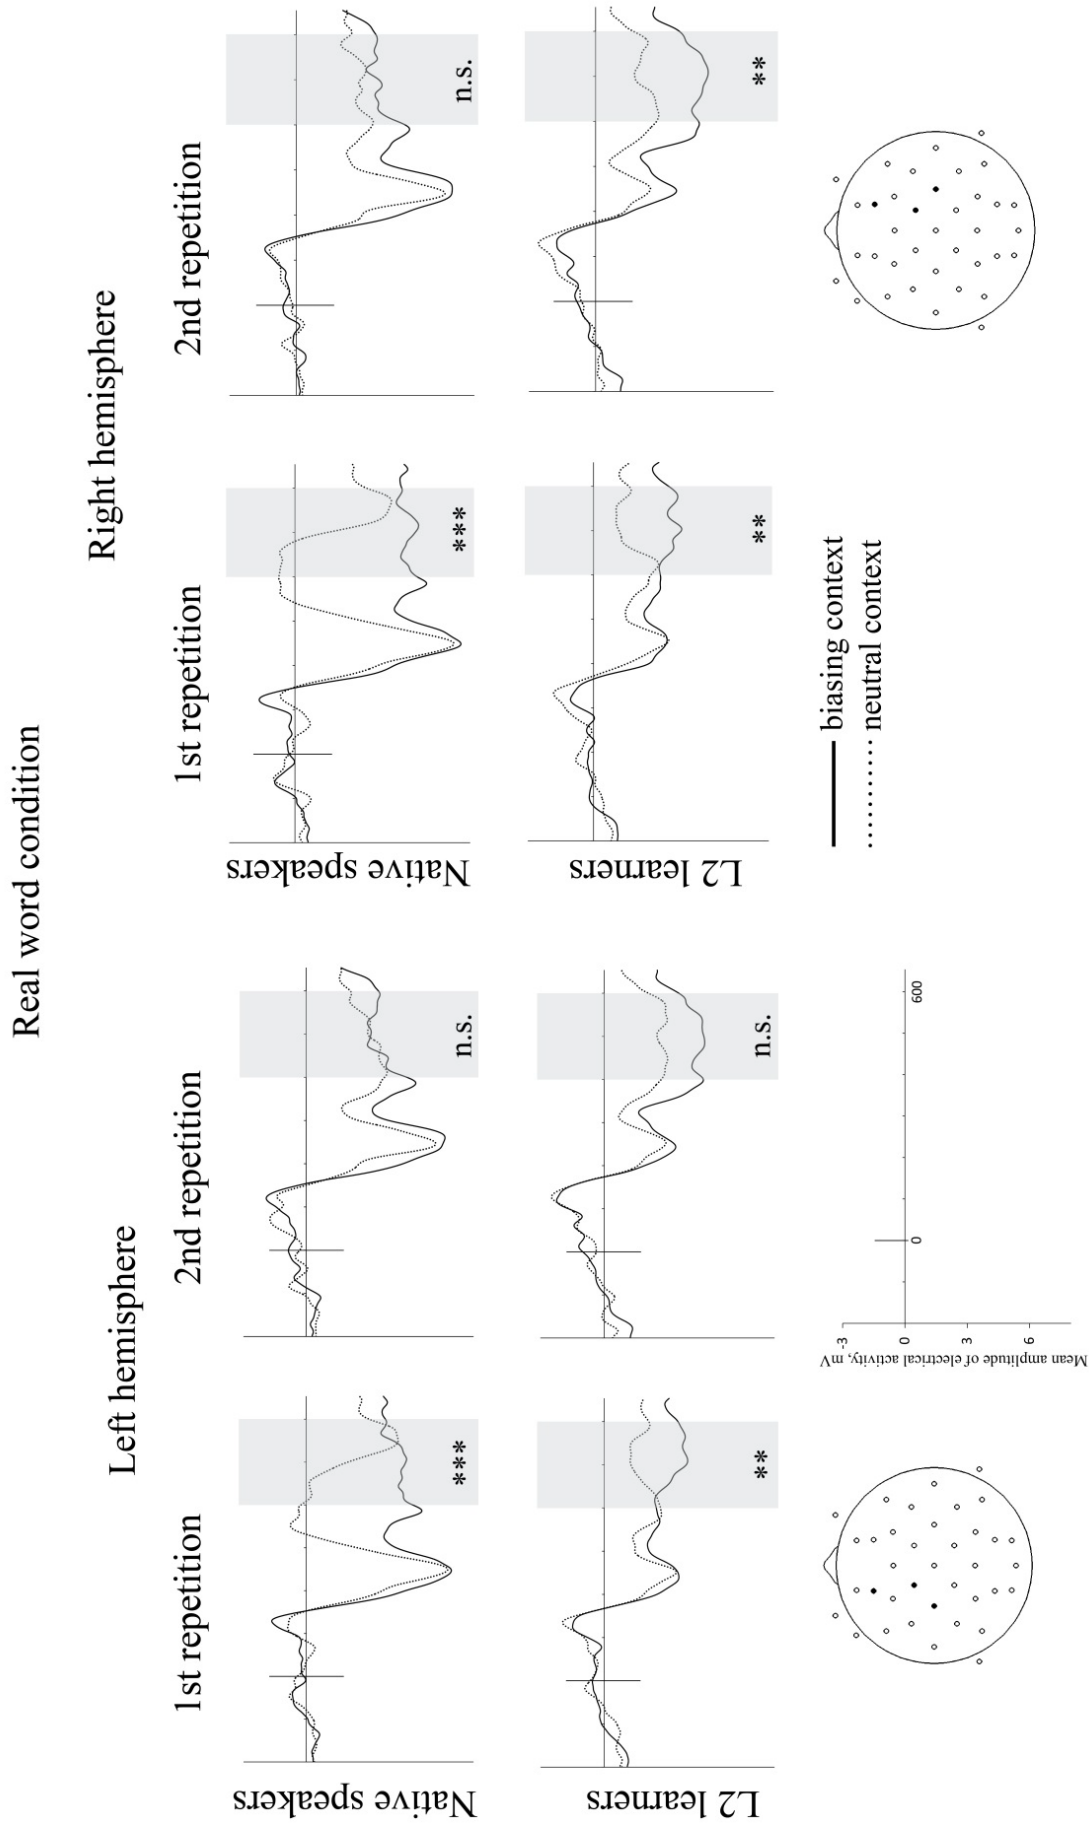 Real word condition
Left hemisphere
Right hemisphere
1st repetition
2nd repetition
1st repetition
2nd repetition
Native speakers
***
n.s.
Native speakers
***
n.s.
L2 learners
**
n.s.
L2 learners
**
**
-3
0
3
6
Mean amplitude of electrical activity, mV
0
600
biasing context
neutral context